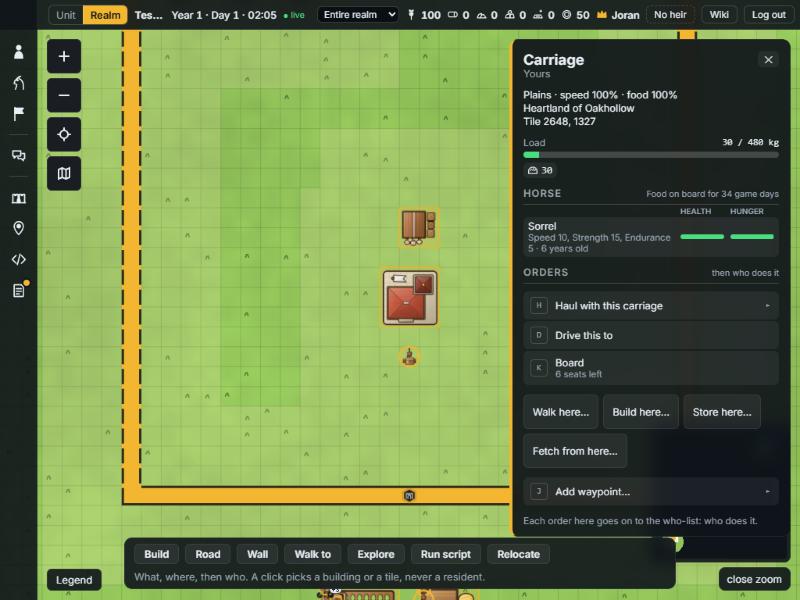 Unit Realm Tes... Year 1 · Day 1 · 02:05 live Entire realm 100 0 0 0 0 50 Joran No heir Wiki Log out
Carriage
Yours
Plains · speed 100% · food 100%
Heartland of Oakhollow
Tile 2648, 1327
Load 30 / 480 kg
30
HORSE Food on board for 34 game days
HEALTH HUNGER
Sorrel
Speed 10, Strength 15, Endurance
5 · 6 years old
ORDERS then who does it
H Haul with this carriage
D Drive this to
K Board
6 seats left
Walk here... Build here... Store here...
Fetch from here...
J Add waypoint...
Each order here goes on to the who-list: who does it.
Build Road Wall Walk to Explore Run script Relocate
What, where, then who. A click picks a building or a tile, never a resident.
Legend
close zoom